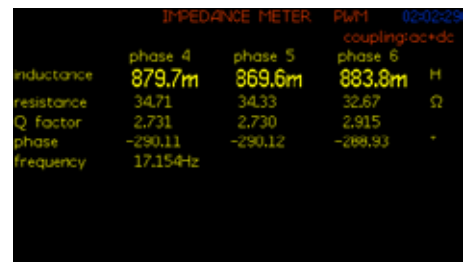 IMPEDANCE METER PWM 02:02:29
coupling:ac+dc
phase 4 phase 5 phase 6
inductance 879.7m 869.6m 883.8m H
resistance 34.71 34.33 32.67 Ω
Q factor 2.731 2.730 2.915
phase -290.11 -290.12 -288.93 °
frequency 17.154Hz